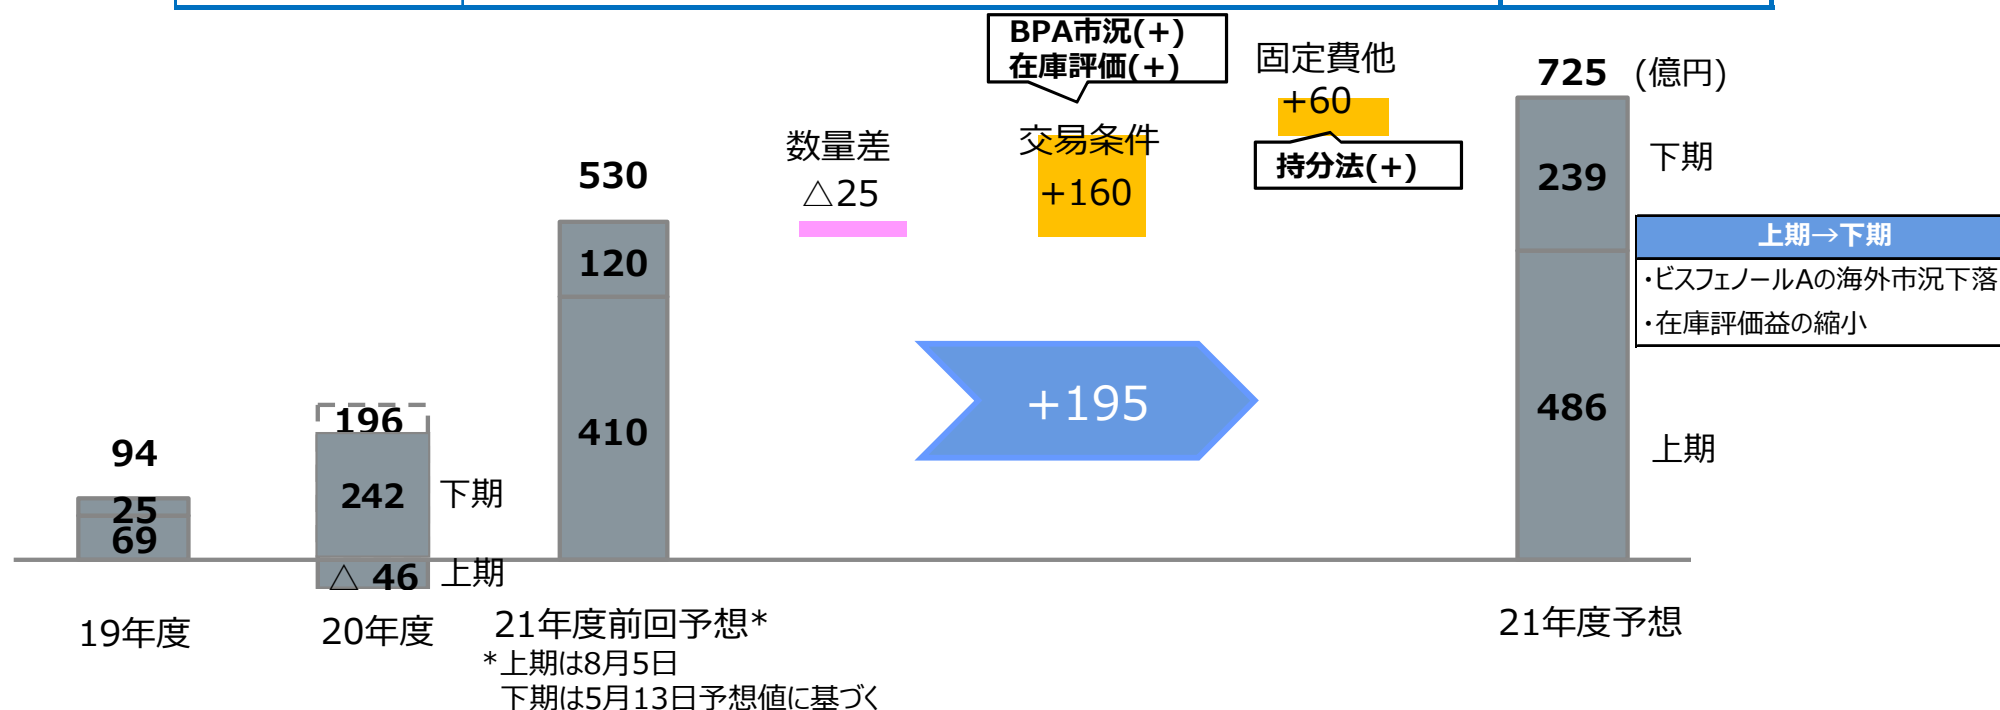 BPA市況(+)
在庫評価(+)
固定費他
+60
持分法(+)
725 (億円)
数量差
△25
交易条件
+160
530
120
410
下期
239
上期→下期
・ビスフェノールAの海外市況下落
・在庫評価益の縮小
+195
486
上期
94
25
69
196
242
下期
△ 46
上期
19年度
20年度
21年度前回予想*
*上期は8月5日
下期は5月13日予想値に基づく
21年度予想